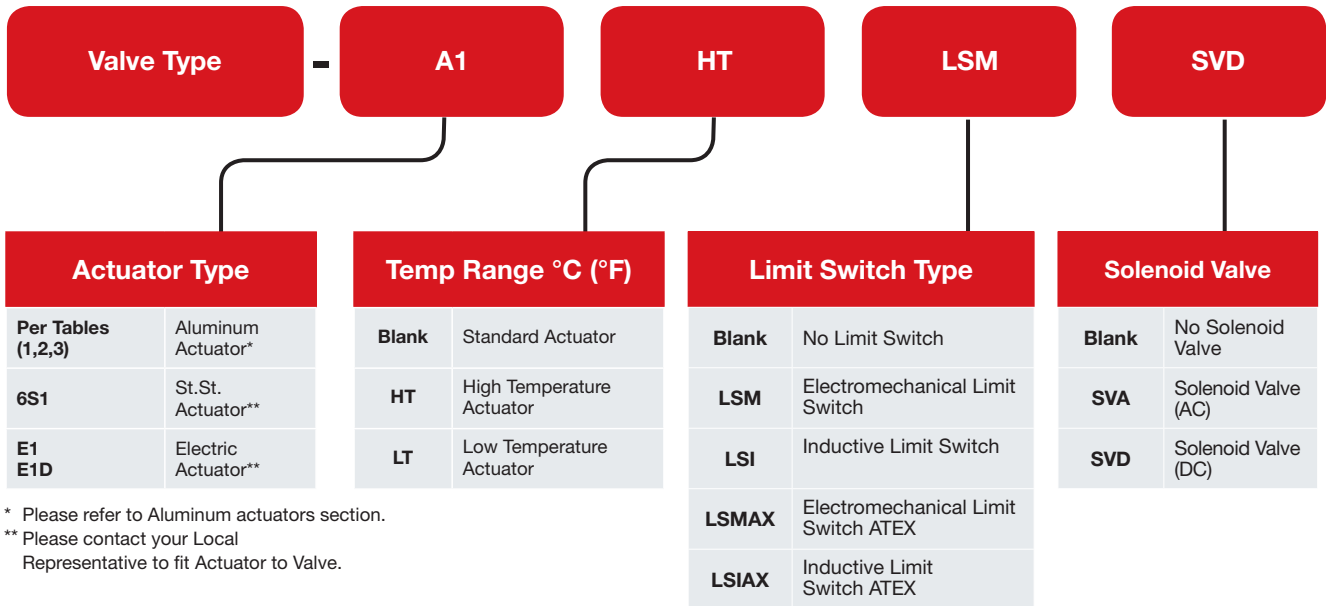 Valve Type - A1 HT LSM SVD
Actuator Type
Per Tables
(1,2,3)
Aluminum
Actuator*
6S1
St.St.
Actuator**
E1
E1D
Electric
Actuator**
* Please refer to Aluminum actuators section.
** Please contact your Local
Representative to fit Actuator to Valve.
Temp Range °C (°F)
Blank Standard Actuator
HT
High Temperature
Actuator
LT
Low Temperature
Actuator
Limit Switch Type
Blank No Limit Switch
LSM
Electromechanical Limit
Switch
LSI Inductive Limit Switch
LSMAX
Electromechanical Limit
Switch ATEX
LSIAX
Inductive Limit
Switch ATEX
Solenoid Valve
Blank
No Solenoid
Valve
SVA
Solenoid Valve
(AC)
SVD
Solenoid Valve
(DC)